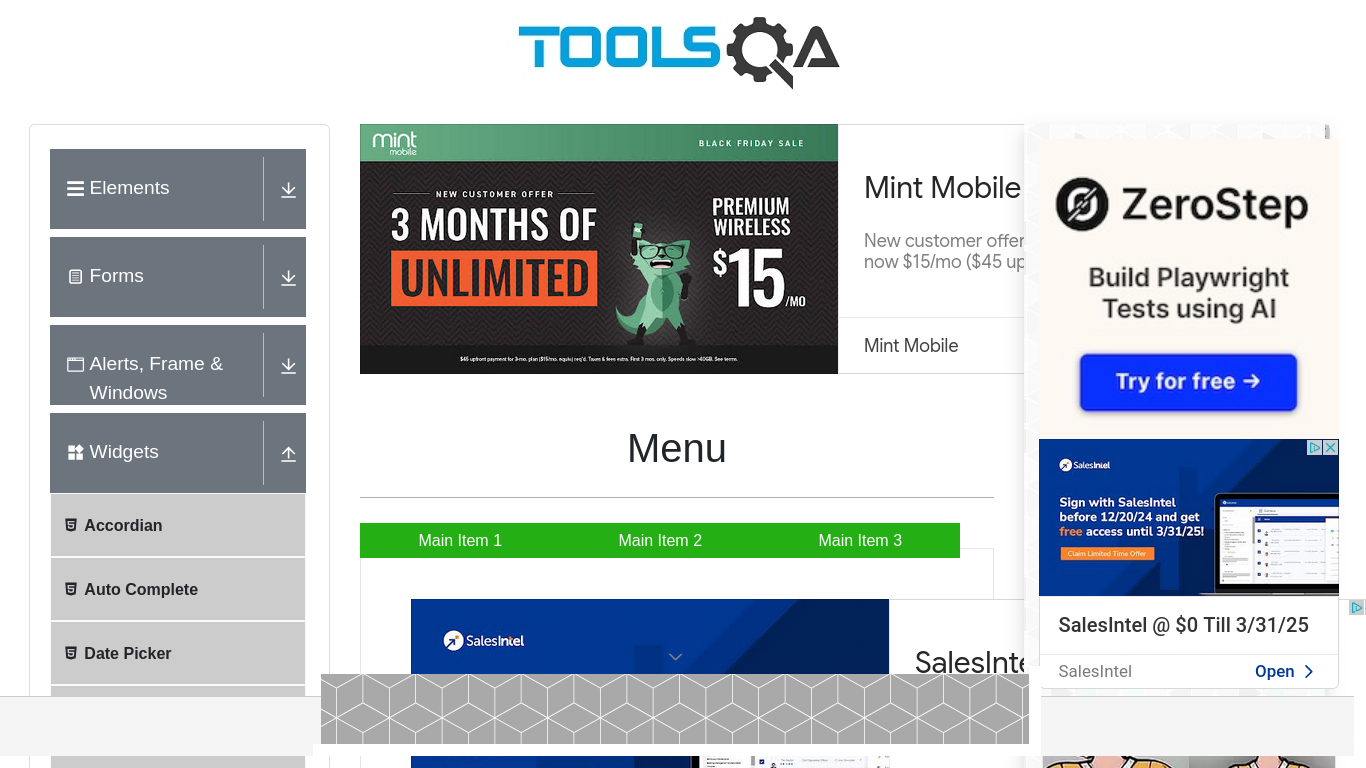 TOOLSQA
Elements
Forms
Alerts, Frame &
Windows
Widgets
Accordian
Auto Complete
Date Picker
mint
mobile
BLACK FRIDAY SALE
NEW CUSTOMER OFFER
3 MONTHS OF
UNLIMITED
PREMIUM
WIRELESS
$15/MO
$45 upfront payment for 3-mo. plan ($15/mo. equiv.) req'd. Taxes & fees extra. First 3 mos. only. Speeds slow >40GB. See terms.
Mint Mobile
New customer offer
now $15/mo ($45 up
Mint Mobile
Menu
Main Item 1
Main Item 2
Main Item 3
SalesIntel
SalesInte
ZeroStep
Build Playwright
Tests using AI
Try for free →
SalesIntel
Sign with SalesIntel
before 12/20/24 and get
free access until 3/31/25!
Claim Limited Time Offer
SalesIntel @ $0 Till 3/31/25
SalesIntel
Open